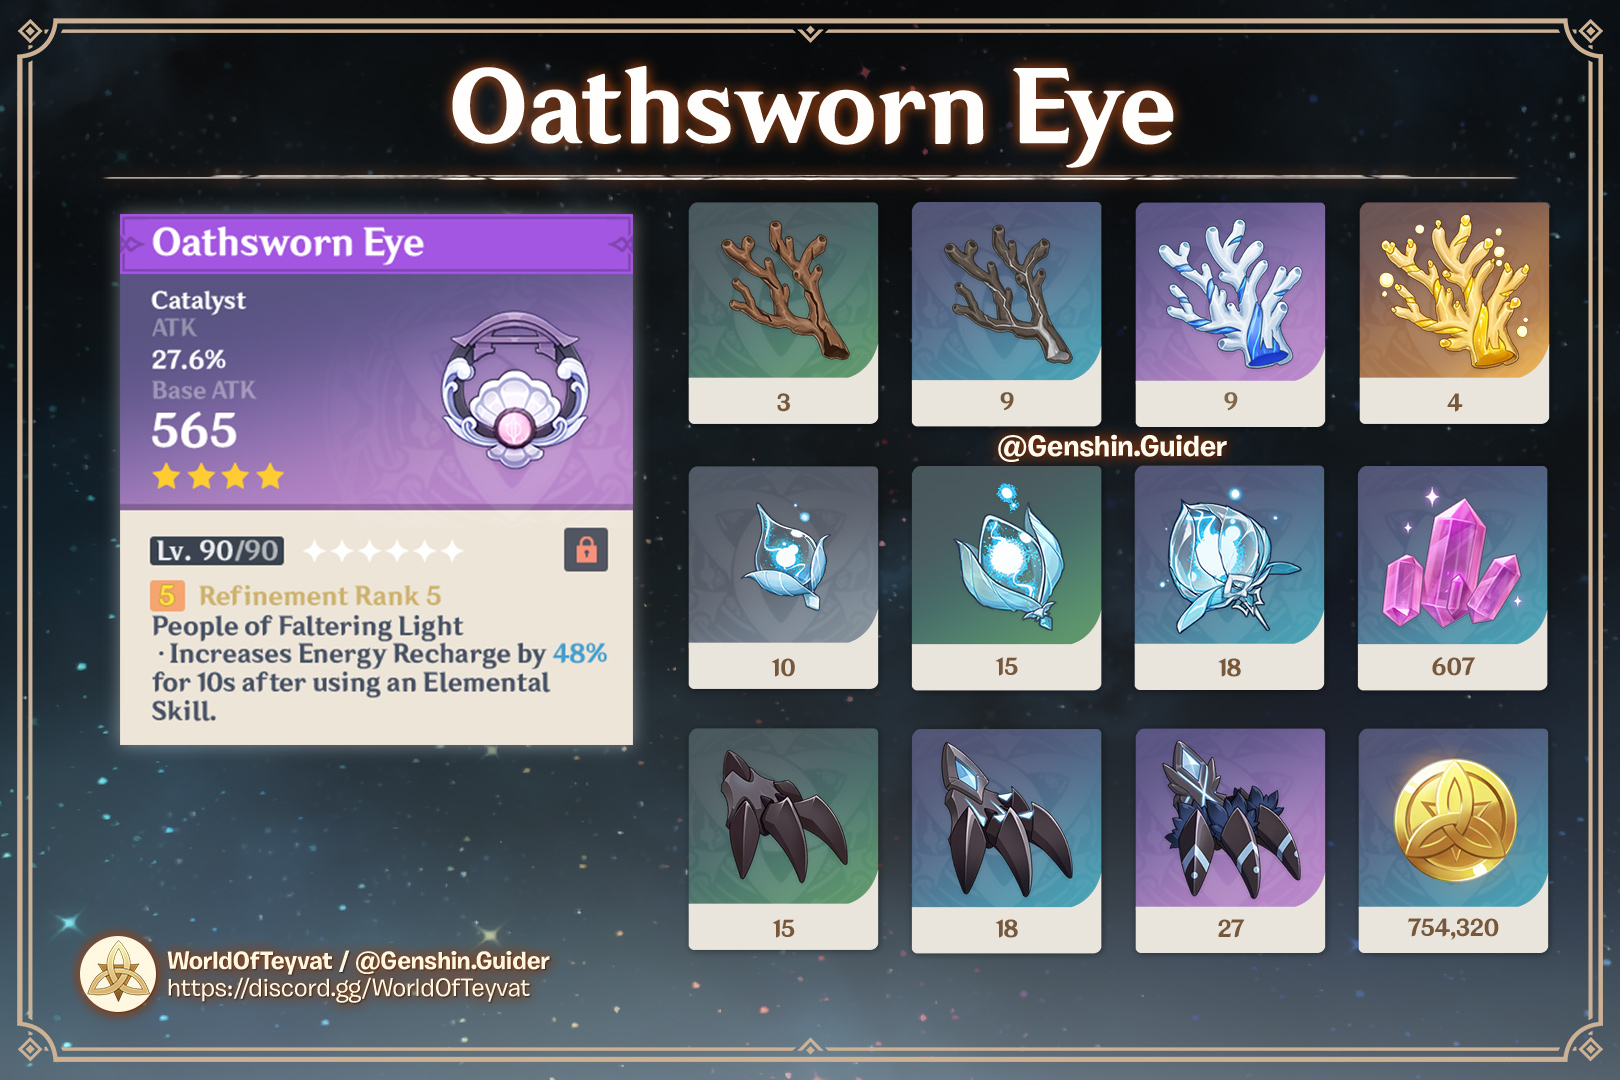 Oathsworn Eye
Oathsworn Eye
Catalyst
ATK
27.6%
Base ATK
565
Lv. 90/90
5 Refinement Rank 5
People of Faltering Light
·Increases Energy Recharge by 48%
for 10s after using an Elemental
Skill.
3
9
9
4
@Genshin.Guider
10
15
18
607
15
18
27
754,320
WorldOfTeyvat / @Genshin.Guider
https://discord.gg/WorldOfTeyvat